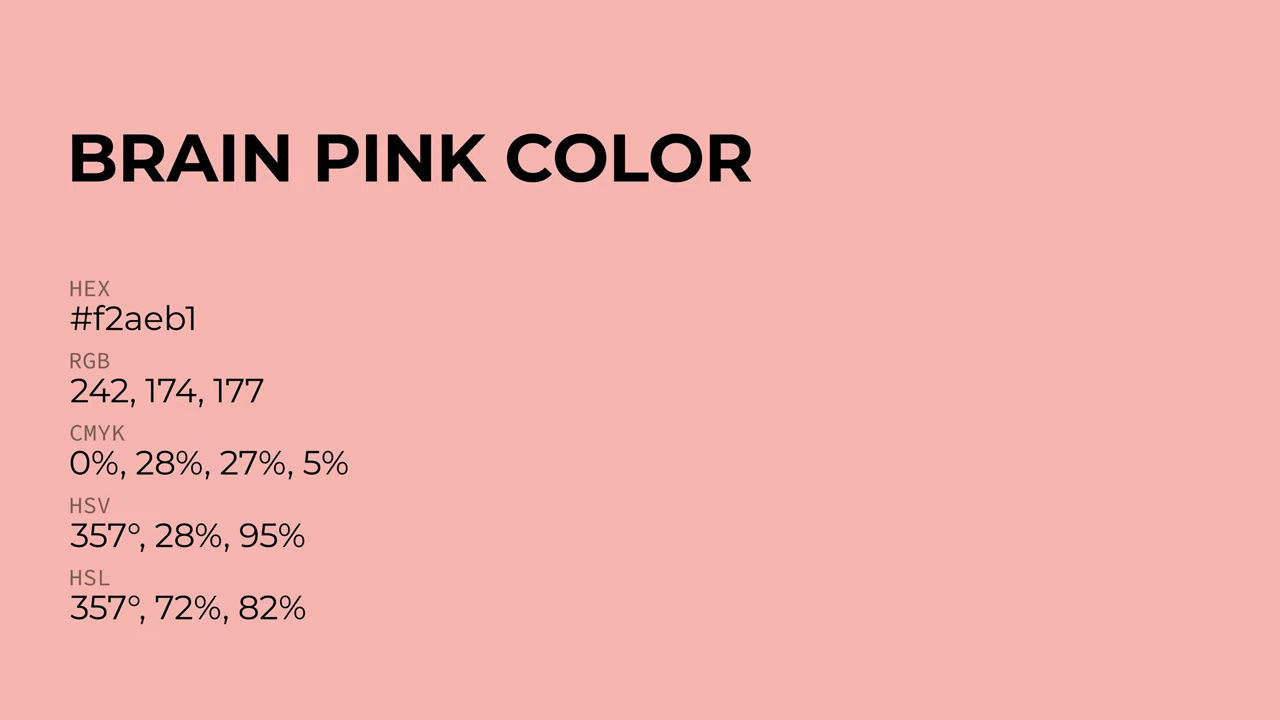 BRAIN PINK COLOR
HEX
#f2aeb1
RGB
242, 174, 177
CMYK
0%, 28%, 27%, 5%
HSV
357°, 28%, 95%
HSL
357°, 72%, 82%